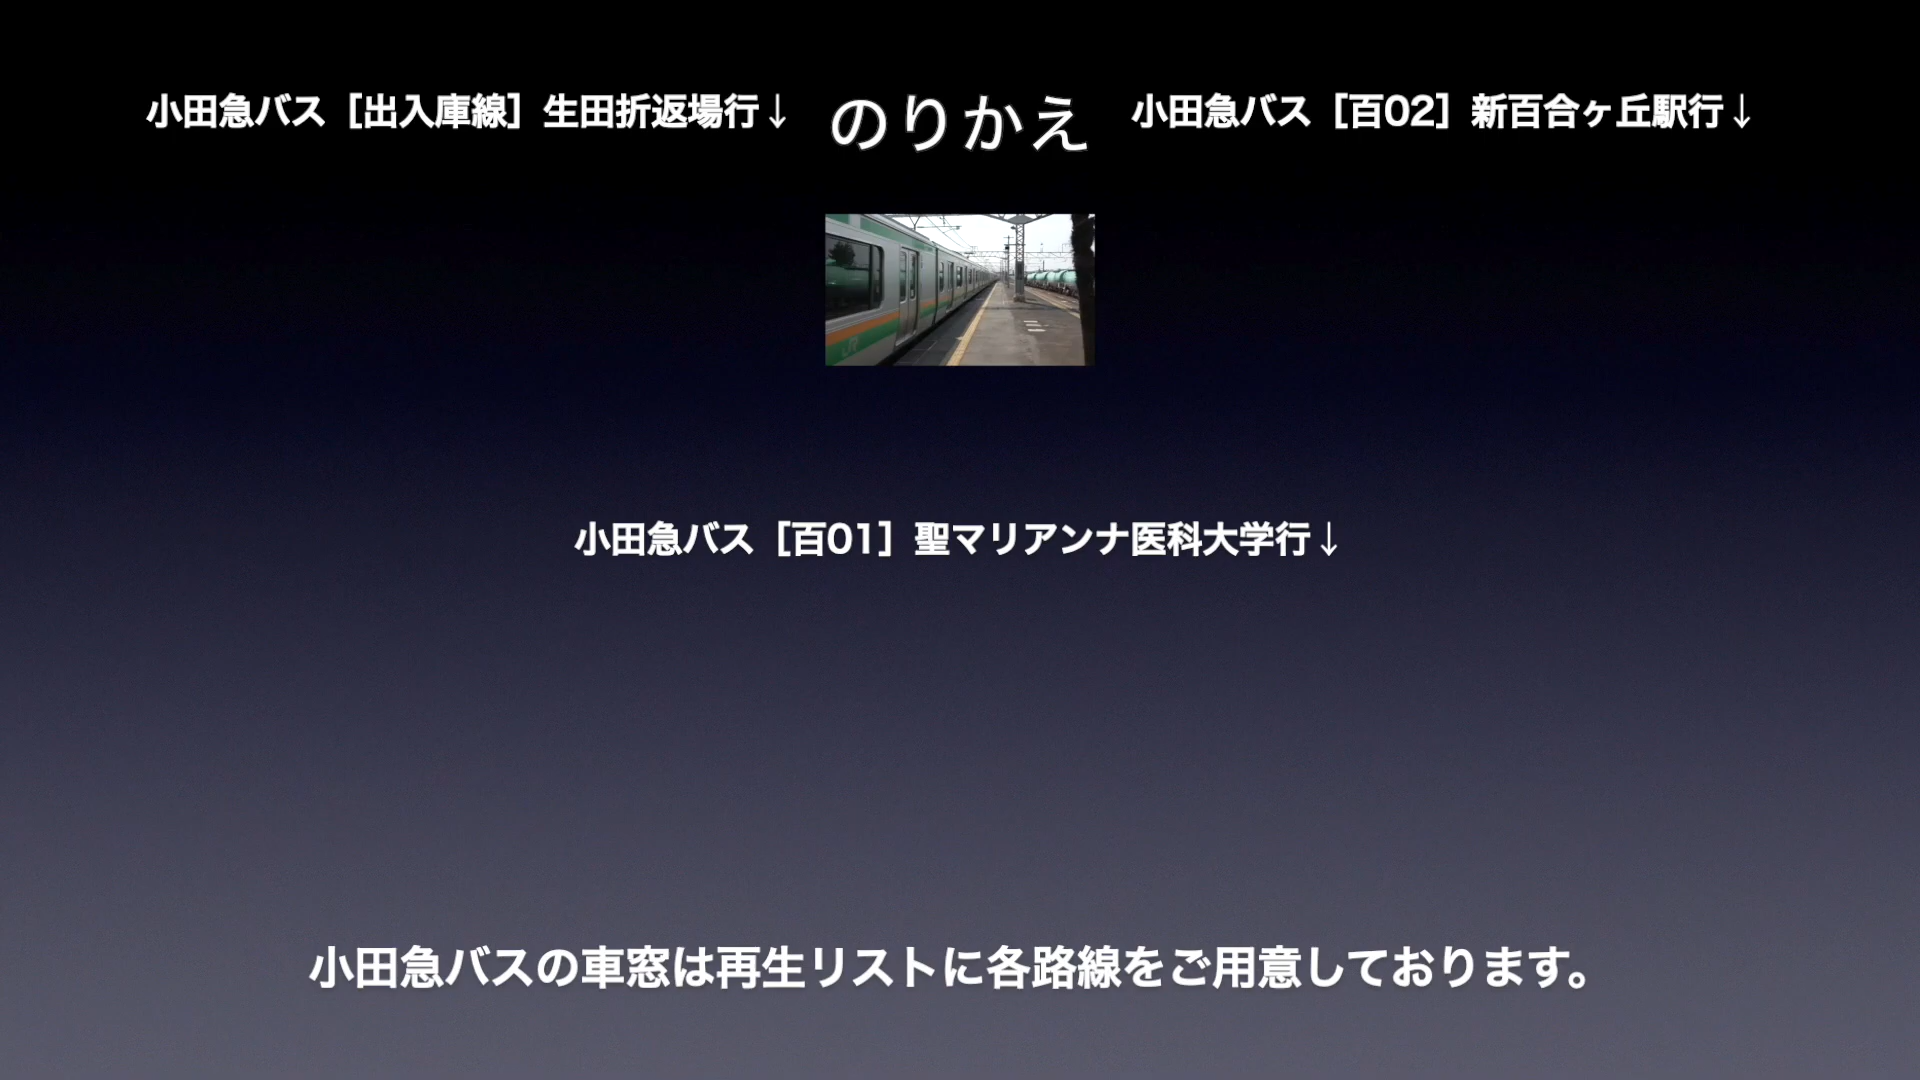 小田急バス［出入庫線］生田折返場行↓
のりかえ
小田急バス［百02］新百合ヶ丘駅行↓
JR
小田急バス［百01］聖マリアンナ医科大学行↓
小田急バスの車窓は再生リストに各路線をご用意しております。